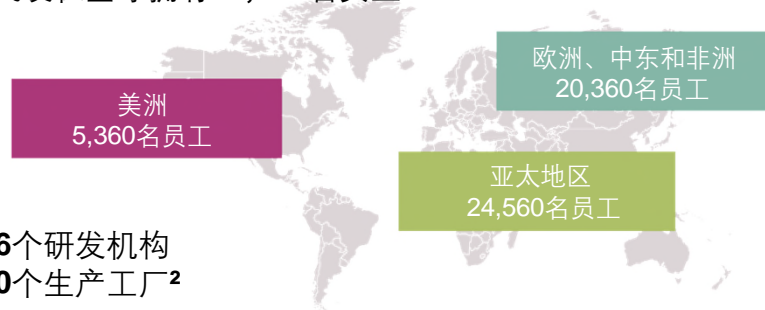 欧洲、中东和非洲
20,360名员工
美洲
5,360名员工
亚太地区
24,560名员工
6个研发机构
0个生产工厂²